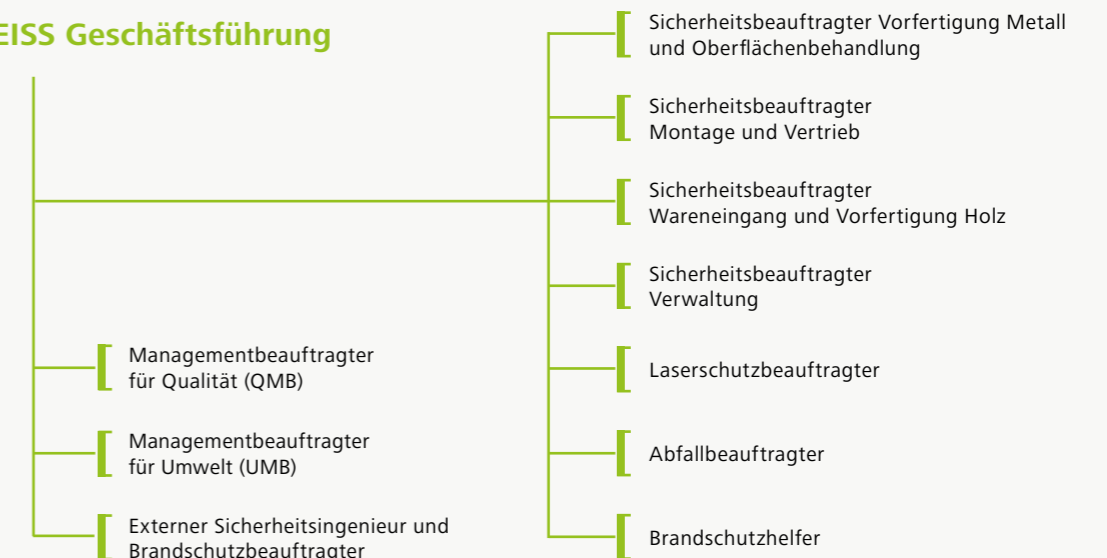 EISS Geschäftsführung
Sicherheitsbeauftragter Vorfertigung Metall
und Oberflächenbehandlung
Sicherheitsbeauftragter
Montage und Vertrieb
Sicherheitsbeauftragter
Wareneingang und Vorfertigung Holz
Sicherheitsbeauftragter
Verwaltung
Laserschutzbeauftragter
Abfallbeauftragter
Brandschutzhelfer
Managementbeauftragter
für Qualität (QMB)
Managementbeauftragter
für Umwelt (UMB)
Externer Sicherheitsingenieur und
Brandschutzbeauftragter